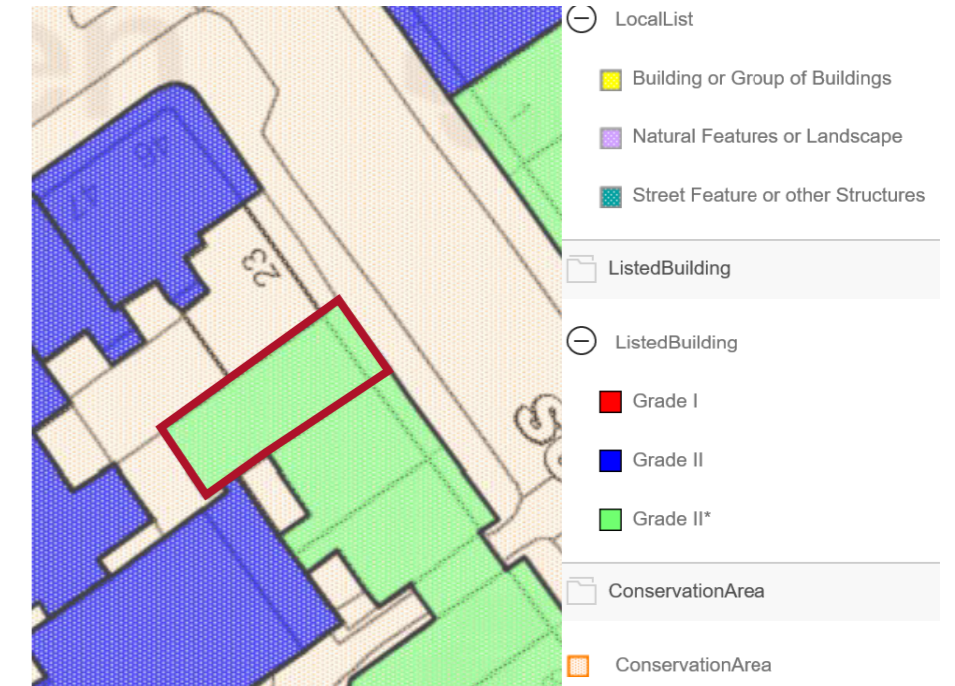 46
47
23
LocalList
Building or Group of Buildings
Natural Features or Landscape
Street Feature or other Structures
ListedBuilding
ListedBuilding
Grade I
Grade II
Grade II*
ConservationArea
ConservationArea